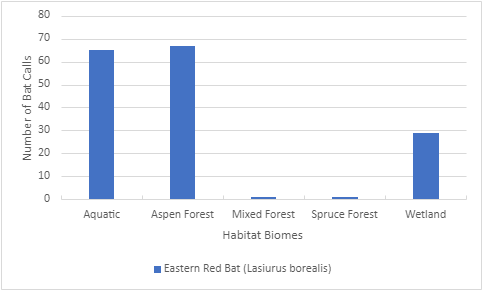 80
70
60
50
40
30
20
10
0
Number of Bat Calls
Aquatic Aspen Forest Mixed Forest Spruce Forest Wetland
Habitat Biomes
Eastern Red Bat (Lasiurus borealis)